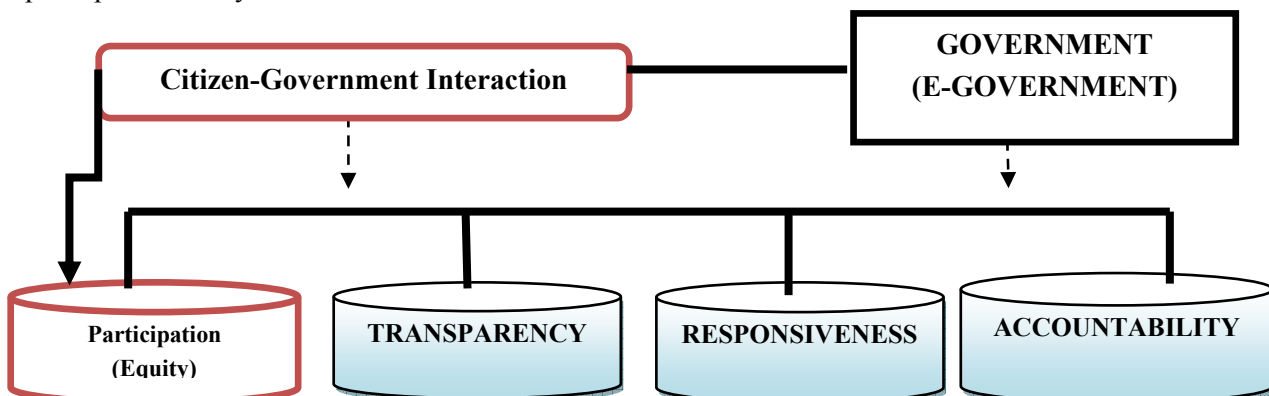 GOVERNMENT
(E-GOVERNMENT)
Citizen-Government Interaction
Participation
(Equity)
TRANSPARENCY
RESPONSIVENESS
ACCOUNTABILITY